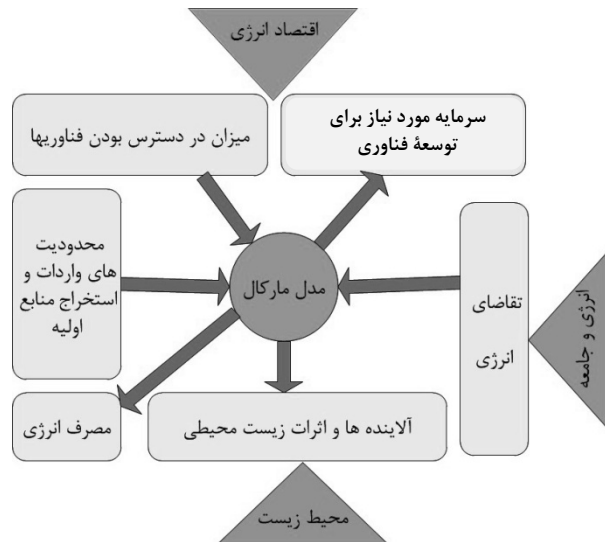 اقتصاد انرژی
سرمایه مورد نیاز برای
توسعۀ فناوری
میزان در دسترس بودن فناوریها
محدودیت
های واردات و
استخراج منابع
اولیه
مدل مارکال
تقاضای
انرژی
انرژی و جامعه
مصرف انرژی
آلاینده ها و اثرات زیست محیطی
محیط زیست